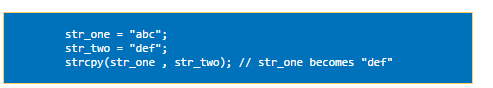 str_one = "abc";
str_two = "def";
strcpy(str_one , str_two); // str_one becomes "def"